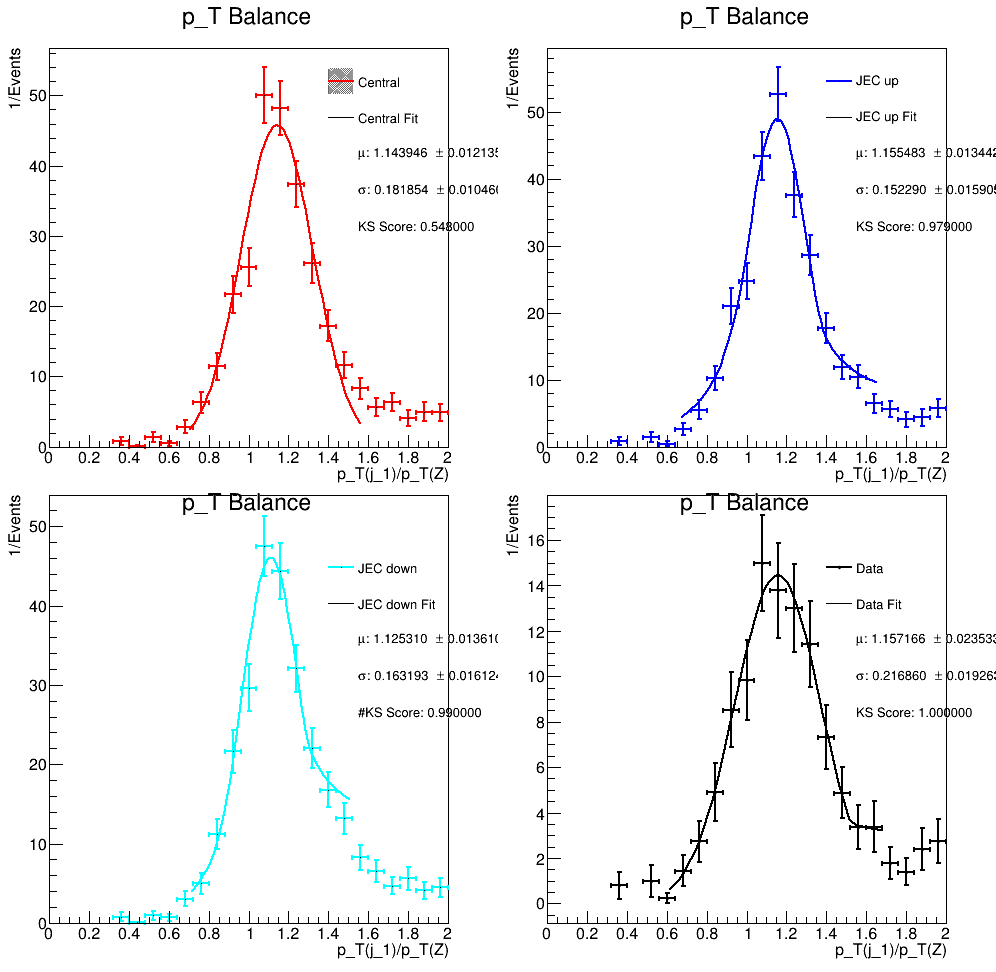 p_T Balance
1/Events
50
40
30
20
10
0
0 0.2 0.4 0.6 0.8 1 1.2 1.4 1.6 1.8 2
p_T(j_1)/p_T(Z)
Central
Central Fit
μ: 1.143946 ± 0.012135
σ: 0.181854 ± 0.010460
KS Score: 0.548000
p_T Balance
1/Events
50
40
30
20
10
0
0 0.2 0.4 0.6 0.8 1 1.2 1.4 1.6 1.8 2
p_T(j_1)/p_T(Z)
JEC up
JEC up Fit
μ: 1.155483 ± 0.013442
σ: 0.152290 ± 0.015905
KS Score: 0.979000
p_T Balance
1/Events
50
40
30
20
10
0
0 0.2 0.4 0.6 0.8 1 1.2 1.4 1.6 1.8 2
p_T(j_1)/p_T(Z)
JEC down
JEC down Fit
μ: 1.125310 ± 0.013610
σ: 0.163193 ± 0.016124
#KS Score: 0.990000
p_T Balance
1/Events
16
14
12
10
8
6
4
2
0
0 0.2 0.4 0.6 0.8 1 1.2 1.4 1.6 1.8 2
p_T(j_1)/p_T(Z)
Data
Data Fit
μ: 1.157166 ± 0.023533
σ: 0.216860 ± 0.019263
KS Score: 1.000000